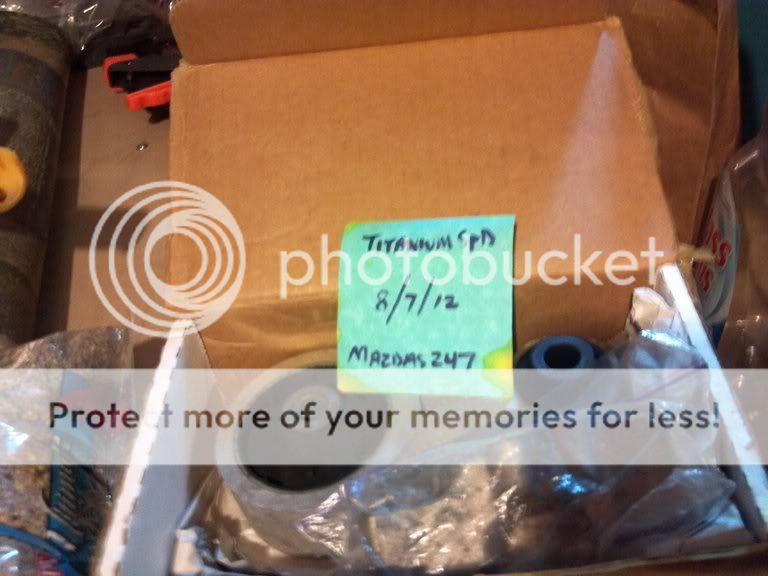 TITANIUM SPD
photobucket
8/7/12
MAZDAS247
Protect more of your memories for less!